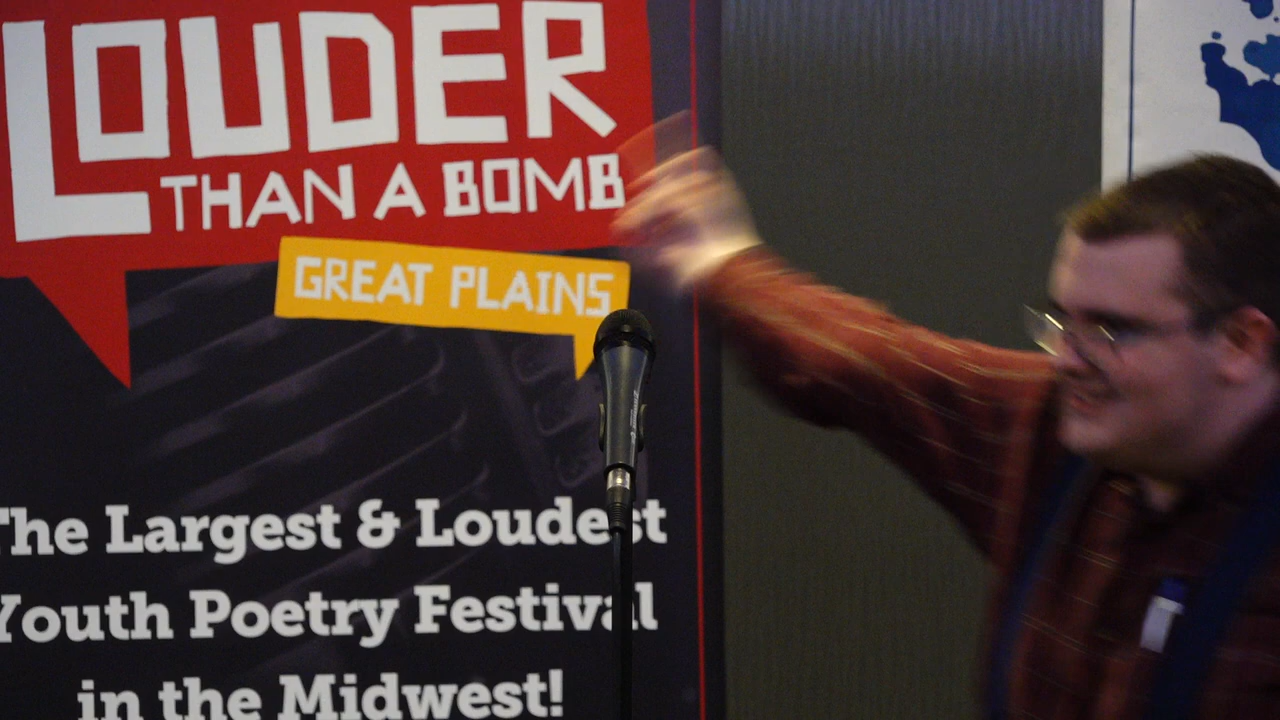 LOUDER
THAN A BOMB
GREAT PLAINS
The Largest & Loudest
Youth Poetry Festival
in the Midwest!